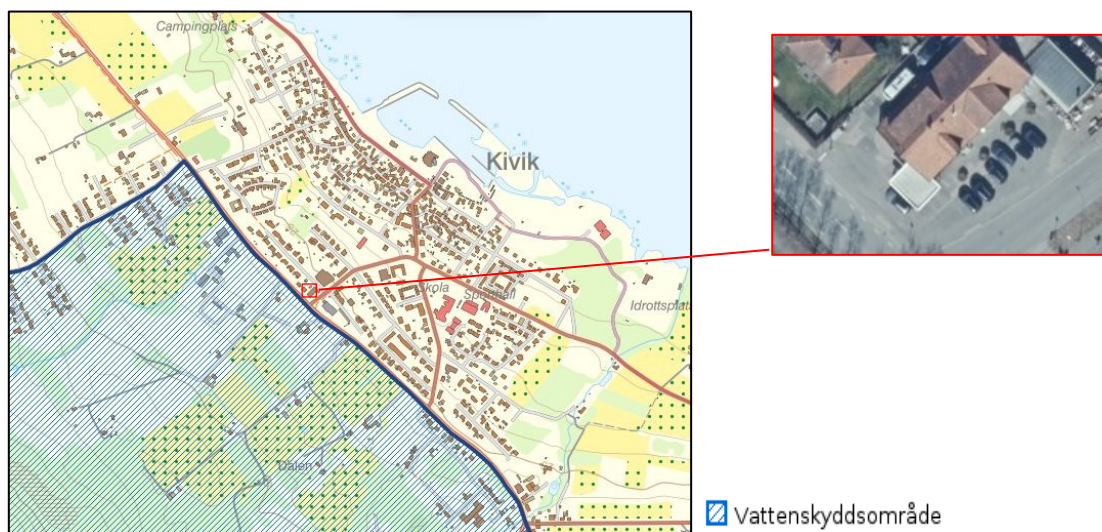 Campingplats
Kivik
Skola
Sporthall
Idrottsplats
Dalen
Vattenskyddsområde